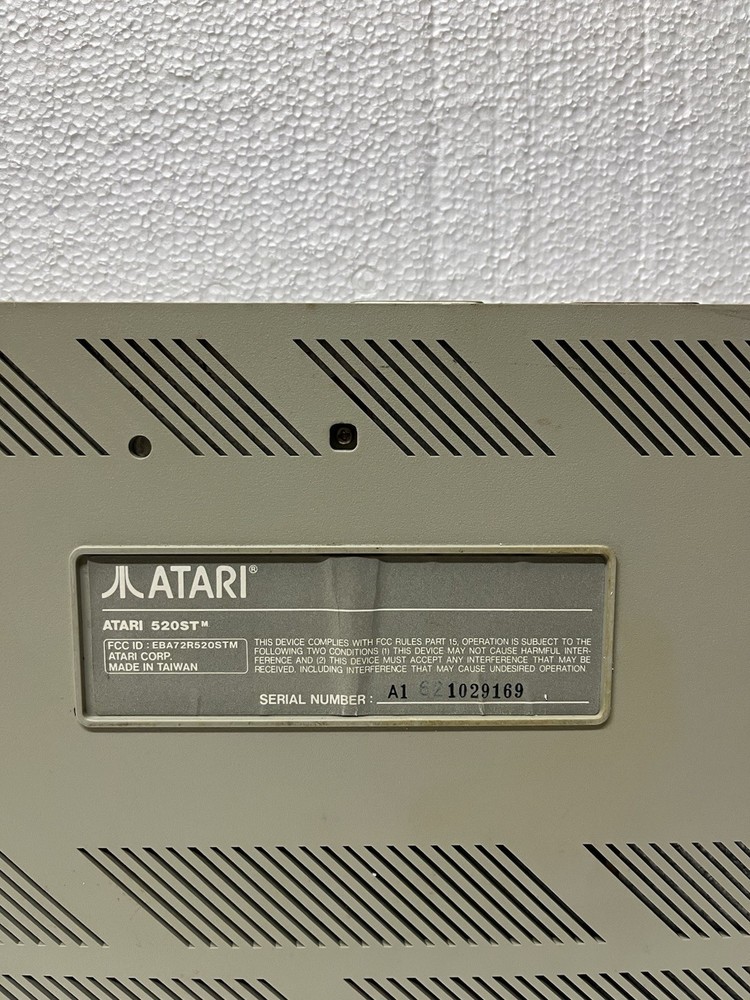 ATARI®
ATARI 520STM
FCC ID : EBA72R520STM
ATARI CORP.
MADE IN TAIWAN
THIS DEVICE COMPLIES WITH FCC RULES PART 15, OPERATION IS SUBJECT TO THE
FOLLOWING TWO CONDITIONS (1) THIS DEVICE MAY NOT CAUSE HARMFUL INTER-
FERENCE AND (2) THIS DEVICE MUST ACCEPT ANY INTERFERENCE THAT MAY BE
RECEIVED, INCLUDING INTERFERENCE THAT MAY CAUSE UNDESIRED OPERATION
SERIAL NUMBER : A1 62 1029169